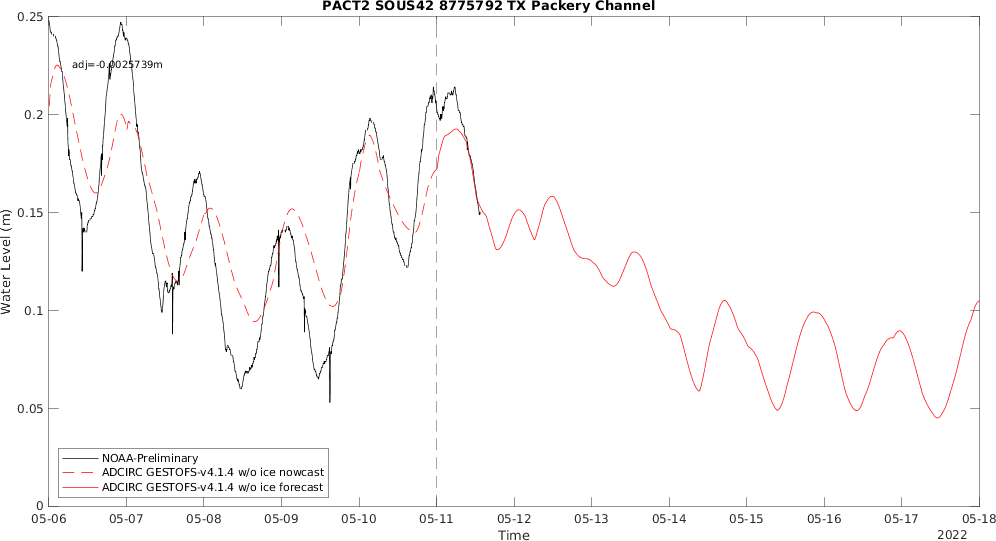 PACT2 SOUS42 8775792 TX Packery Channel
adj=-0.0025739m
0.25
0.2
0.15
0.1
0.05
0
Water Level (m)
NOAA-Preliminary
ADCIRC GESTOFS-v4.1.4 w/o ice nowcast
ADCIRC GESTOFS-v4.1.4 w/o ice forecast
05-06 05-07 05-08 05-09 05-10 05-11 05-12 05-13 05-14 05-15 05-16 05-17 05-18
Time
2022